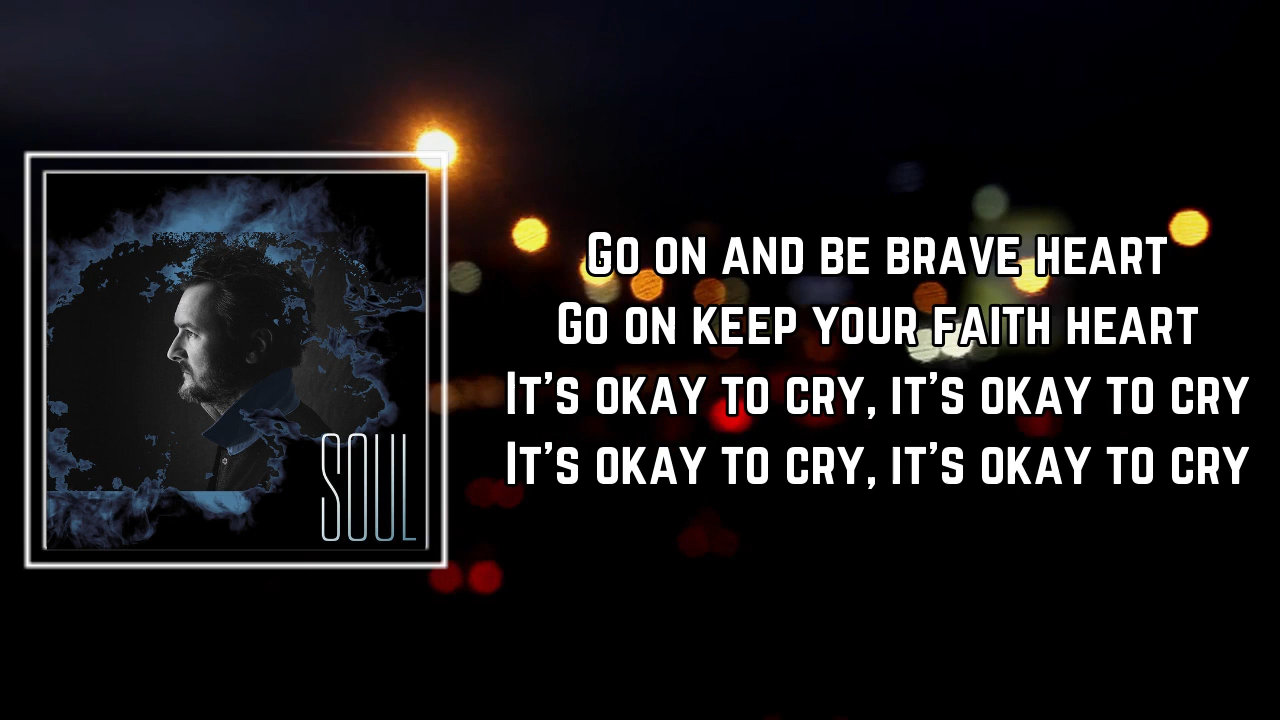 SOUL
Go on and be brave heart
Go on keep your faith heart
It's okay to cry, it's okay to cry
It's okay to cry, it's okay to cry